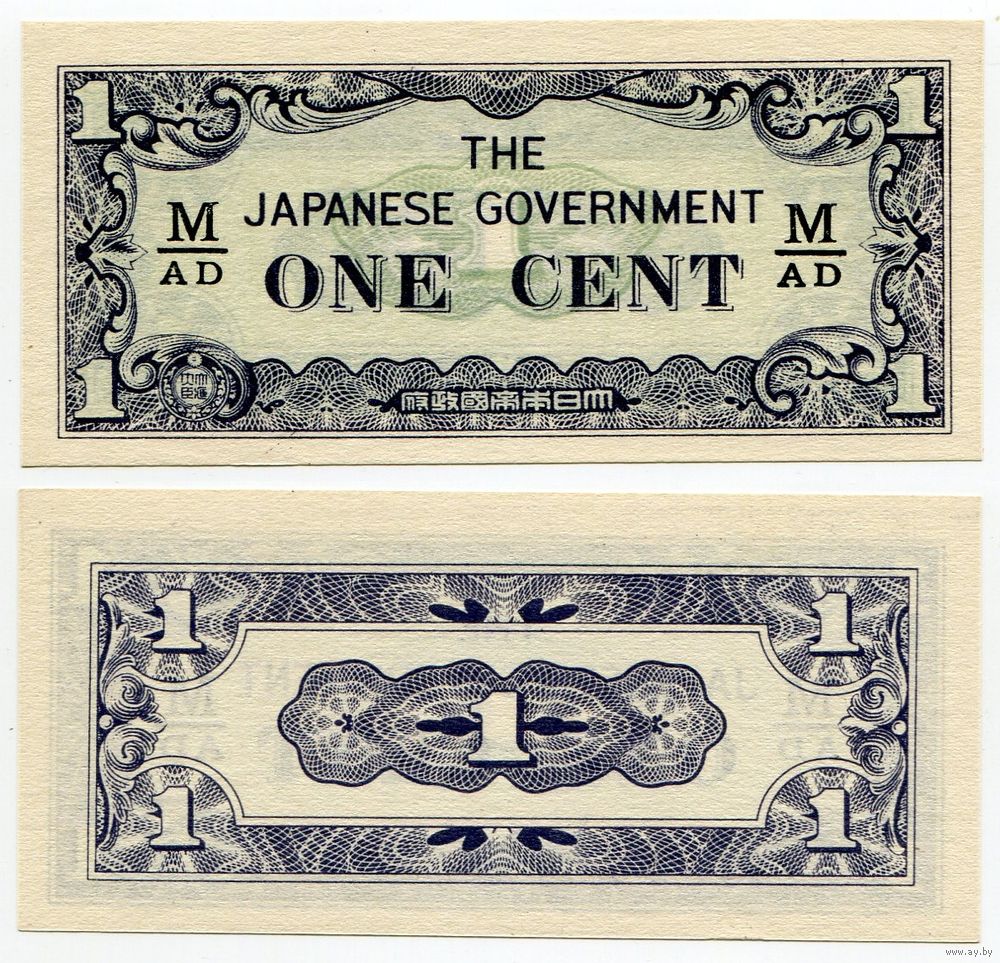 1 1
THE
JAPANESE GOVERNMENT
M M
AD AD
ONE CENT
1 1
府政國帝本日大
1 1
1
1 1
www.ay.by